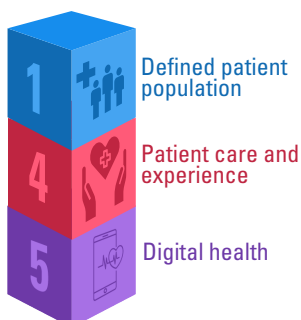 1
Defined patient
population
4
Patient care and
experience
5
Digital health